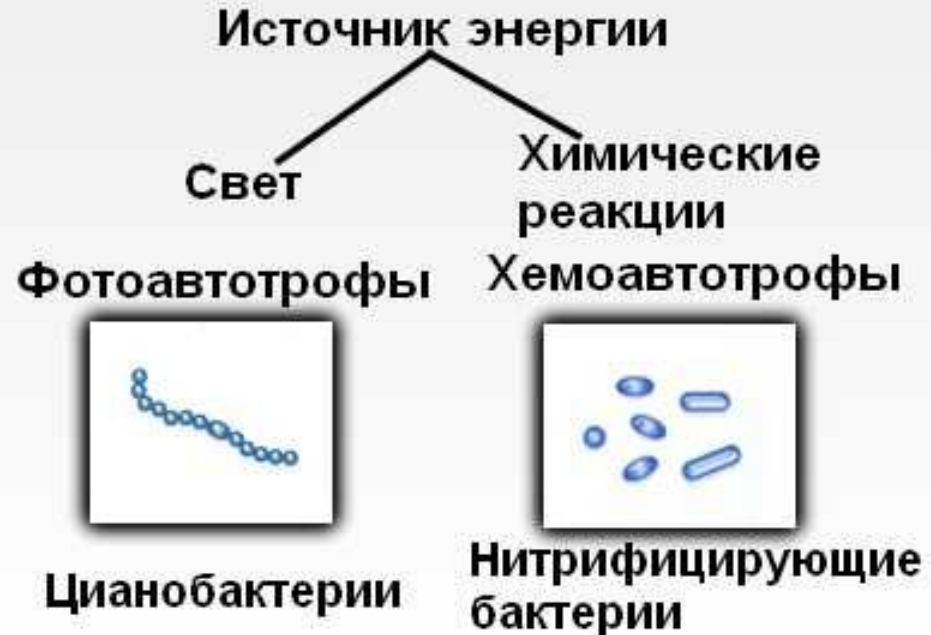 Источник энергии
Свет
Химические
реакции
Фотоавтотрофы
Хемоавтотрофы
Цианобактерии
Нитрифицирующие
бактерии